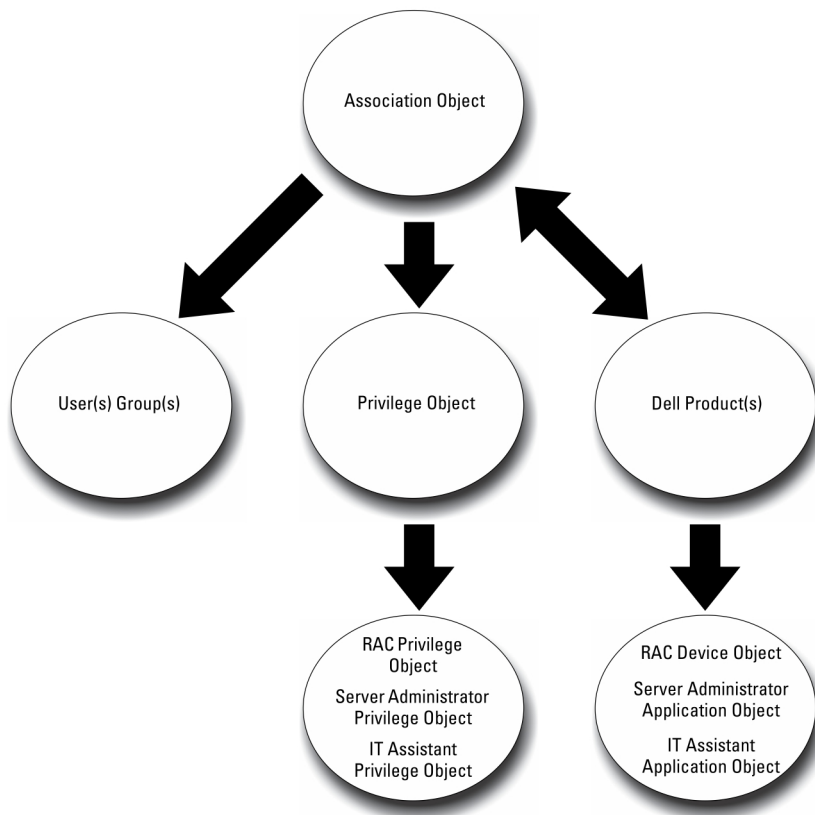 Association Object
User(s) Group(s)
Privilege Object
Dell Product(s)
RAC Privilege
Object
Server Administrator
Privilege Object
IT Assistant
Privilege Object
RAC Device Object
Server Administrator
Application Object
IT Assistant
Application Object